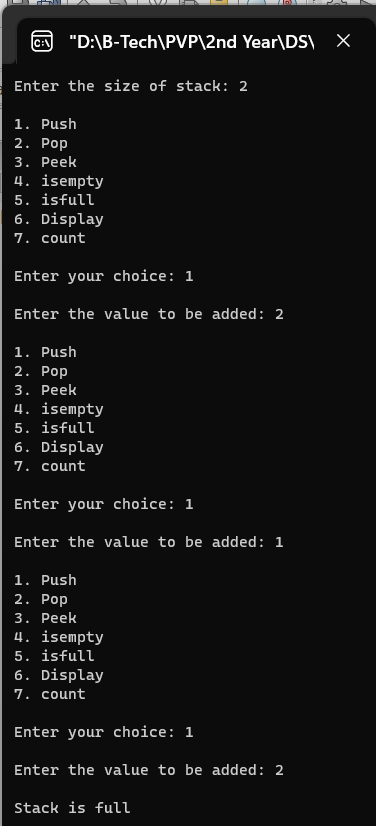 C:\
"D:\B-Tech\PVP\2nd Year\DS\
Enter the size of stack: 2
1. Push
2. Pop
3. Peek
4. isempty
5. isfull
6. Display
7. count
Enter your choice: 1
Enter the value to be added: 2
1. Push
2. Pop
3. Peek
4. isempty
5. isfull
6. Display
7. count
Enter your choice: 1
Enter the value to be added: 1
1. Push
2. Pop
3. Peek
4. isempty
5. isfull
6. Display
7. count
Enter your choice: 1
Enter the value to be added: 2
Stack is full